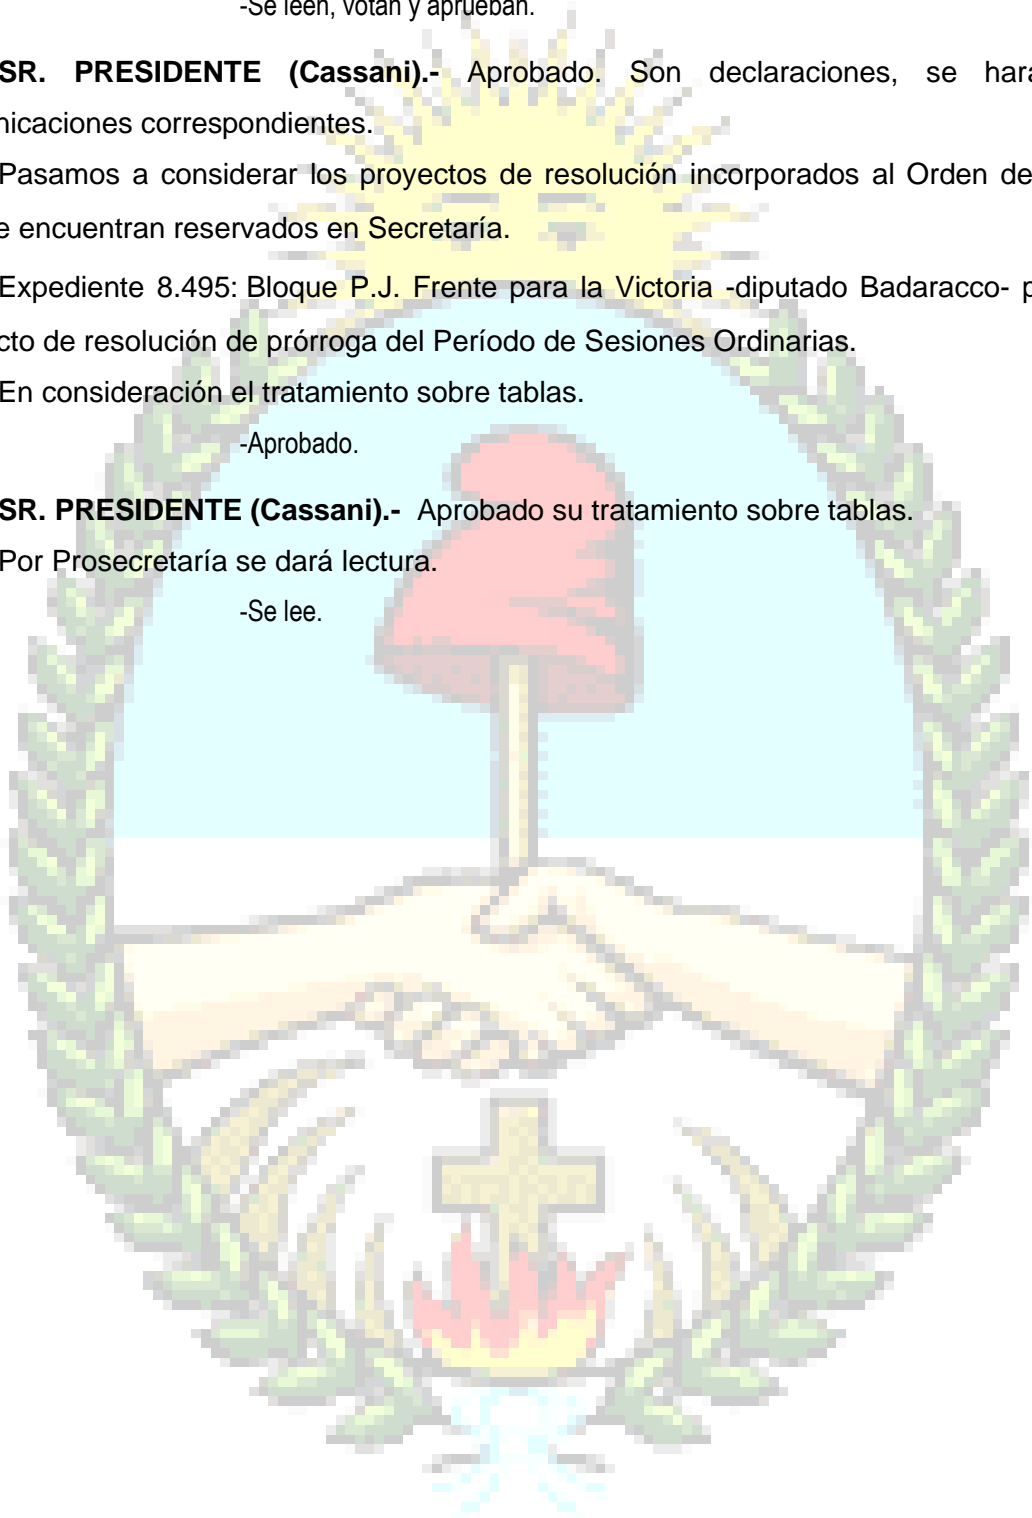 -Se leen, votan y aprueban.
SR. PRESIDENTE (Cassani).- Aprobado. Son declaraciones, se hará
nicaciones correspondientes.
Pasamos a considerar los proyectos de resolución incorporados al Orden de
e encuentran reservados en Secretaría.
Expediente 8.495: Bloque P.J. Frente para la Victoria -diputado Badaracco- p
cto de resolución de prórroga del Período de Sesiones Ordinarias.
En consideración el tratamiento sobre tablas.
-Aprobado.
SR. PRESIDENTE (Cassani).- Aprobado su tratamiento sobre tablas.
Por Prosecretaría se dará lectura.
-Se lee.